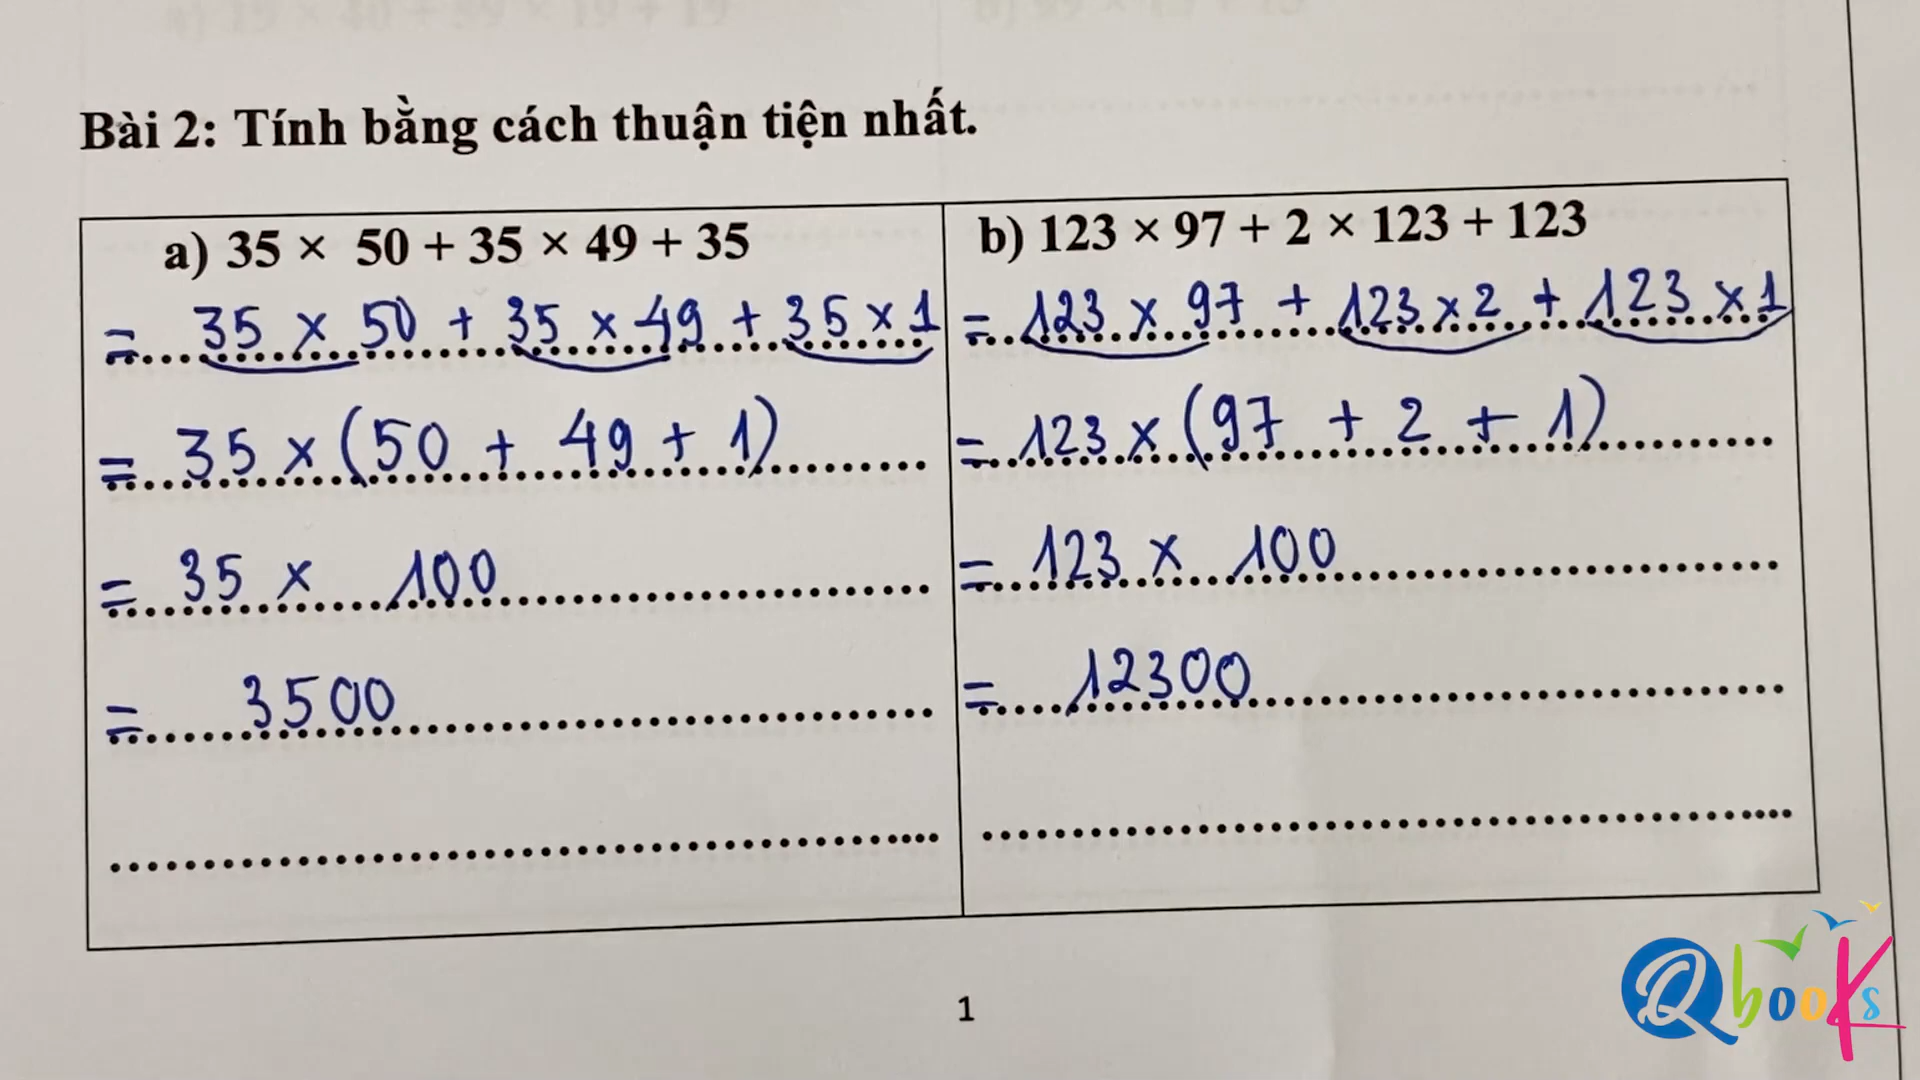 Bài 2: Tính bằng cách thuận tiện nhất.
a) 35 × 50 + 35 × 49 + 35
= 35 × 50 + 35 × 49 + 35 × 1
= 35 × (50 + 49 + 1)
= 35 × 100
= 3500
b) 123 × 97 + 2 × 123 + 123
= 123 × 97 + 123 × 2 + 123 × 1
= 123 × (97 + 2 + 1)
= 123 × 100
= 12300
1
Qbooks